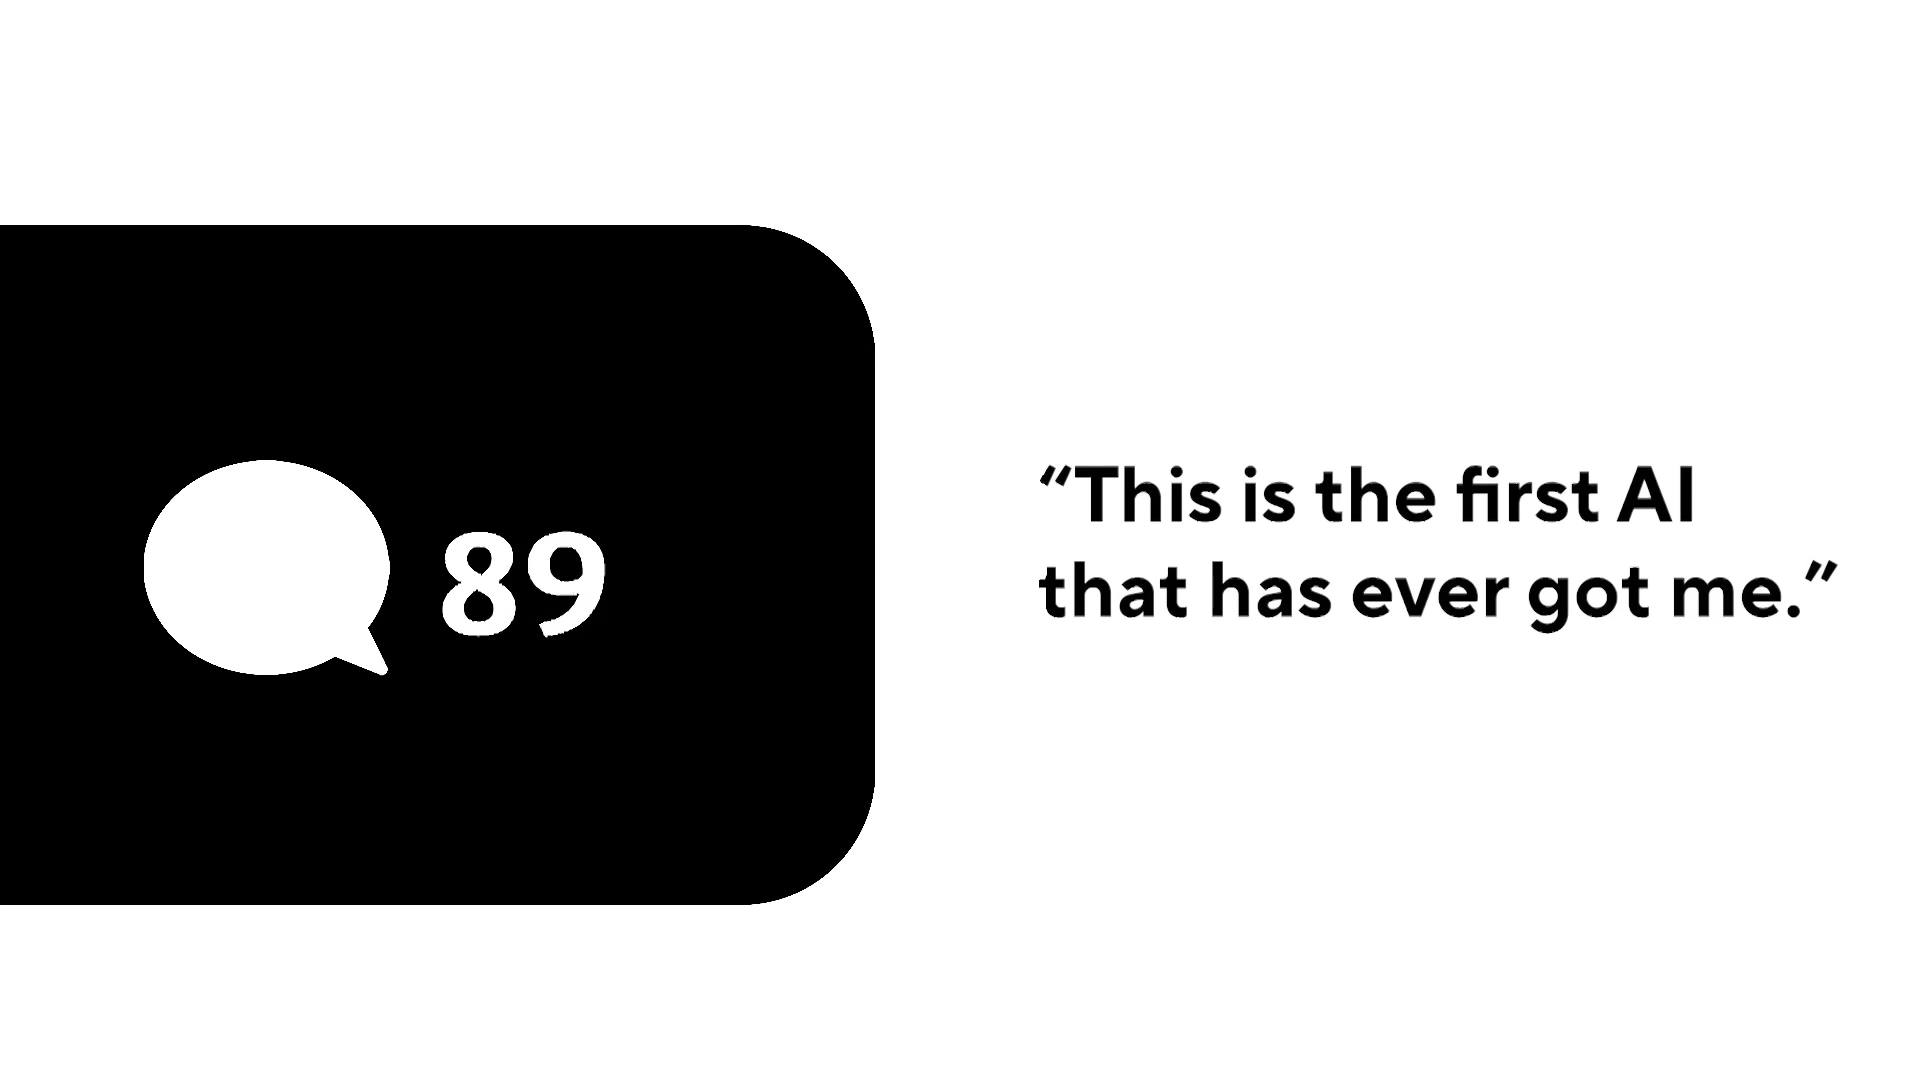 89
“This is the first AI
that has ever got me.”